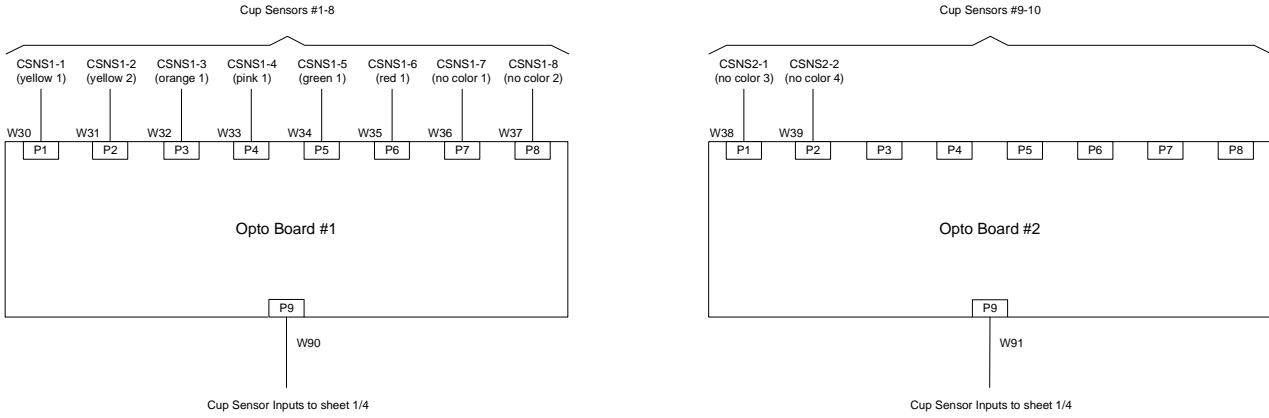 Cup Sensors #1-8
CSNS1-1 CSNS1-2 CSNS1-3 CSNS1-4 CSNS1-5 CSNS1-6 CSNS1-7 CSNS1-8
(yellow 1) (yellow 2) (orange 1) (pink 1) (green 1) (red 1) (no color 1) (no color 2)
W30 W31 W32 W33 W34 W35 W36 W37
P1 P2 P3 P4 P5 P6 P7 P8
Opto Board #1
P9
W90
Cup Sensor Inputs to sheet 1/4
Cup Sensors #9-10
CSNS2-1 CSNS2-2
(no color 3) (no color 4)
W38 W39
P1 P2 P3 P4 P5 P6 P7 P8
Opto Board #2
P9
W91
Cup Sensor Inputs to sheet 1/4